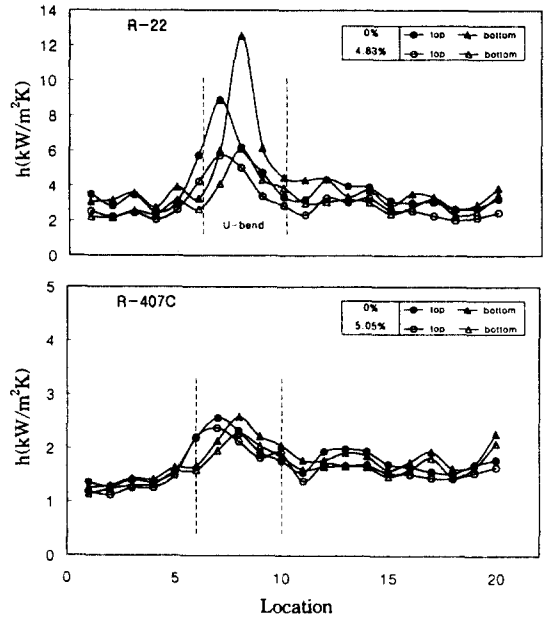 R-22
0% top bottom
4.83% top bottom
14
12
10
8
6
4
2
0
h(kW/m²K)
U-bend
R-407C
0% top bottom
5.05% top bottom
5
4
3
2
1
0
h(kW/m²K)
0 5 10 15 20
Location